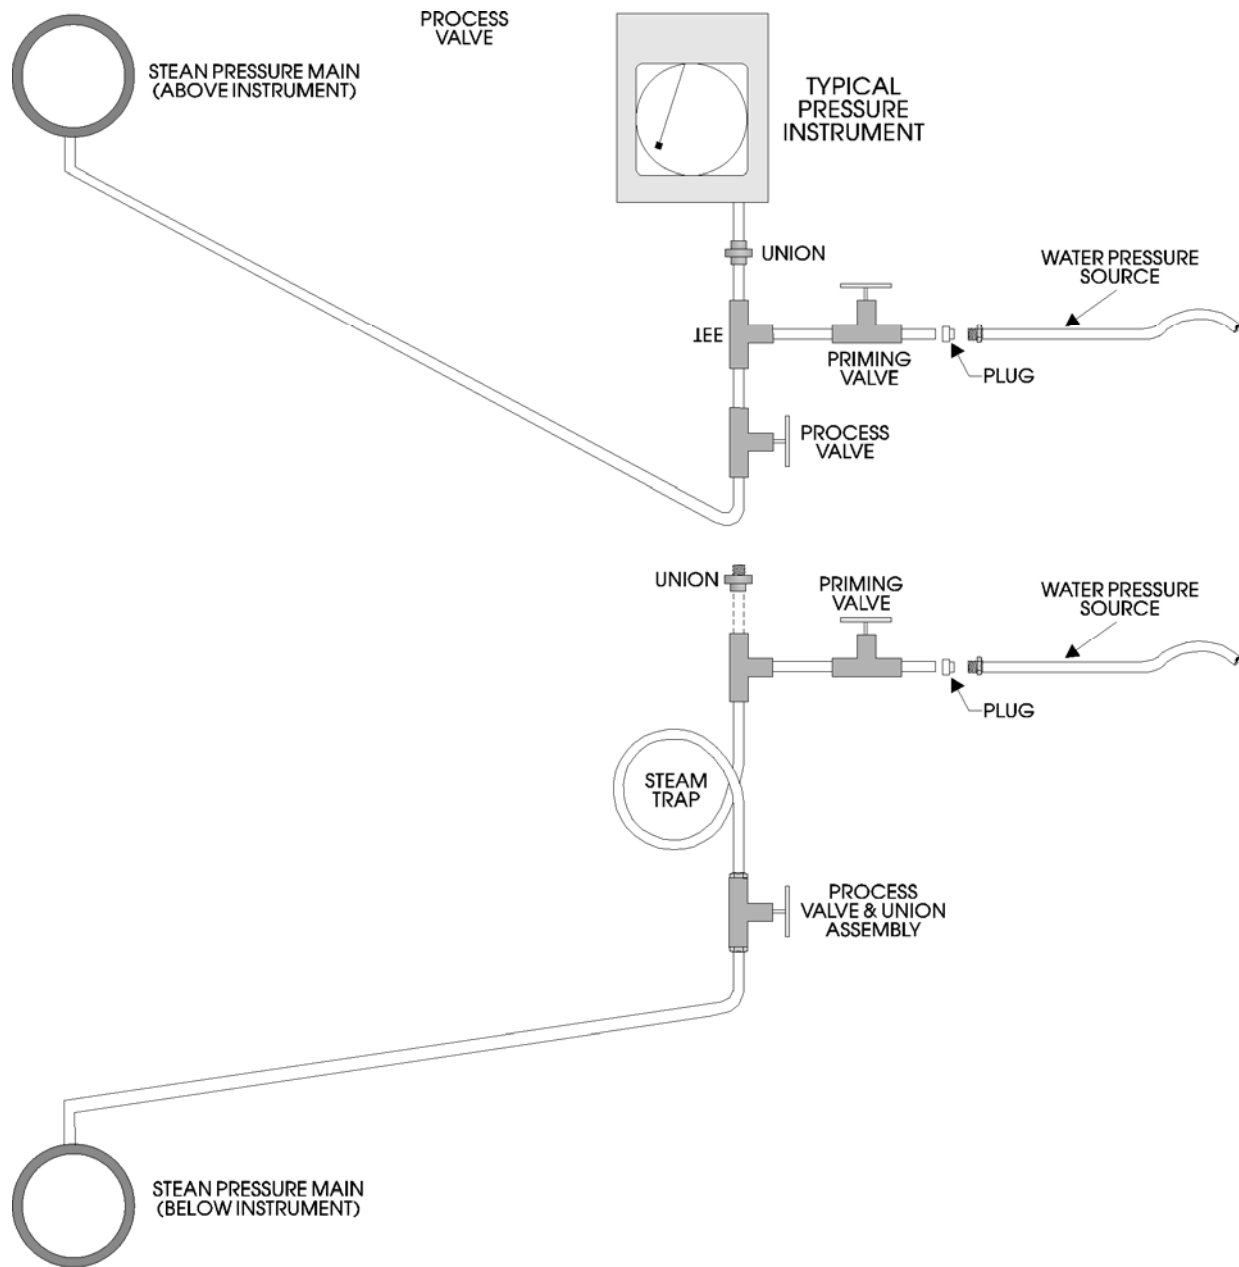 PROCESS
VALVE
STEAN PRESSURE MAIN
(ABOVE INSTRUMENT)
TYPICAL
PRESSURE
INSTRUMENT
UNION
WATER PRESSURE
SOURCE
TEE
PRIMING
VALVE
PLUG
PROCESS
VALVE
UNION
PRIMING
VALVE
WATER PRESSURE
SOURCE
PLUG
STEAM
TRAP
PROCESS
VALVE & UNION
ASSEMBLY
STEAN PRESSURE MAIN
(BELOW INSTRUMENT)